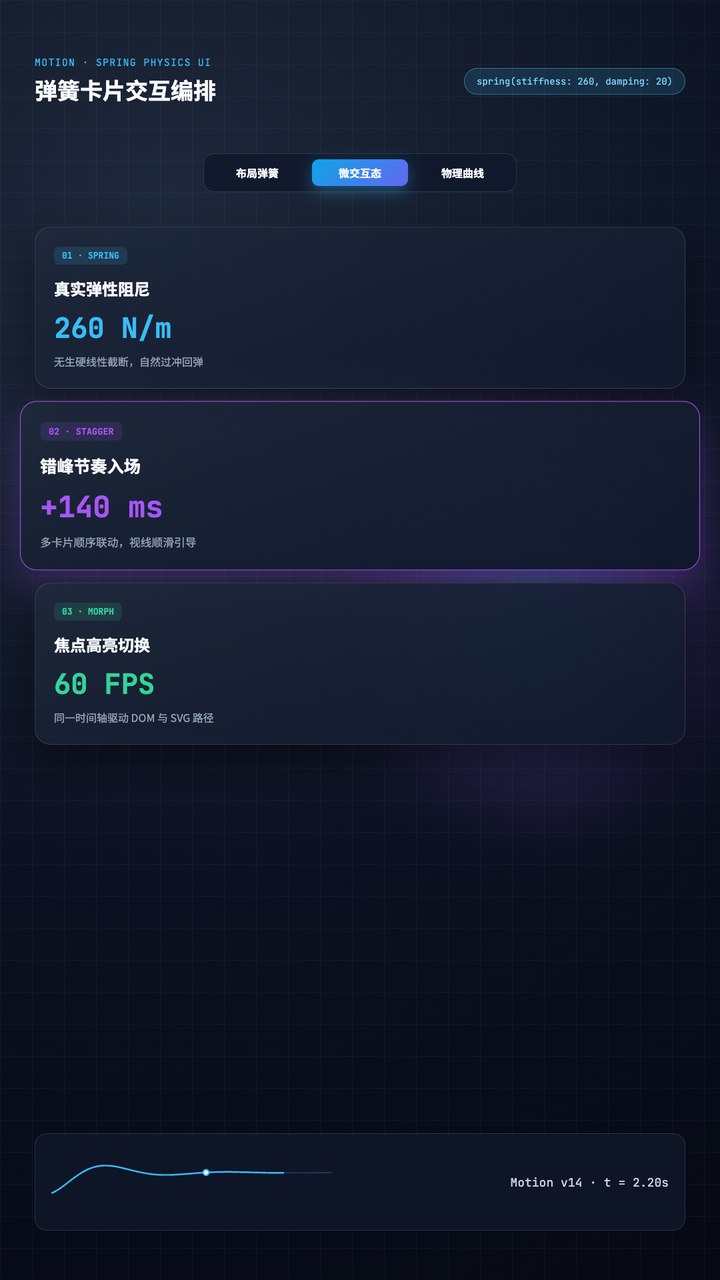 MOTION · SPRING PHYSICS UI
弹簧卡片交互编排
spring(stiffness: 260, damping: 20)
布局弹簧
微交互态
物理曲线
01 · SPRING
真实弹性阻尼
260 N/m
无生硬线性截断，自然过冲回弹
02 · STAGGER
错峰节奏入场
+140 ms
多卡片顺序联动，视线顺滑引导
03 · MORPH
焦点高亮切换
60 FPS
同一时间轴驱动 DOM 与 SVG 路径
Motion v14 · t = 2.20s